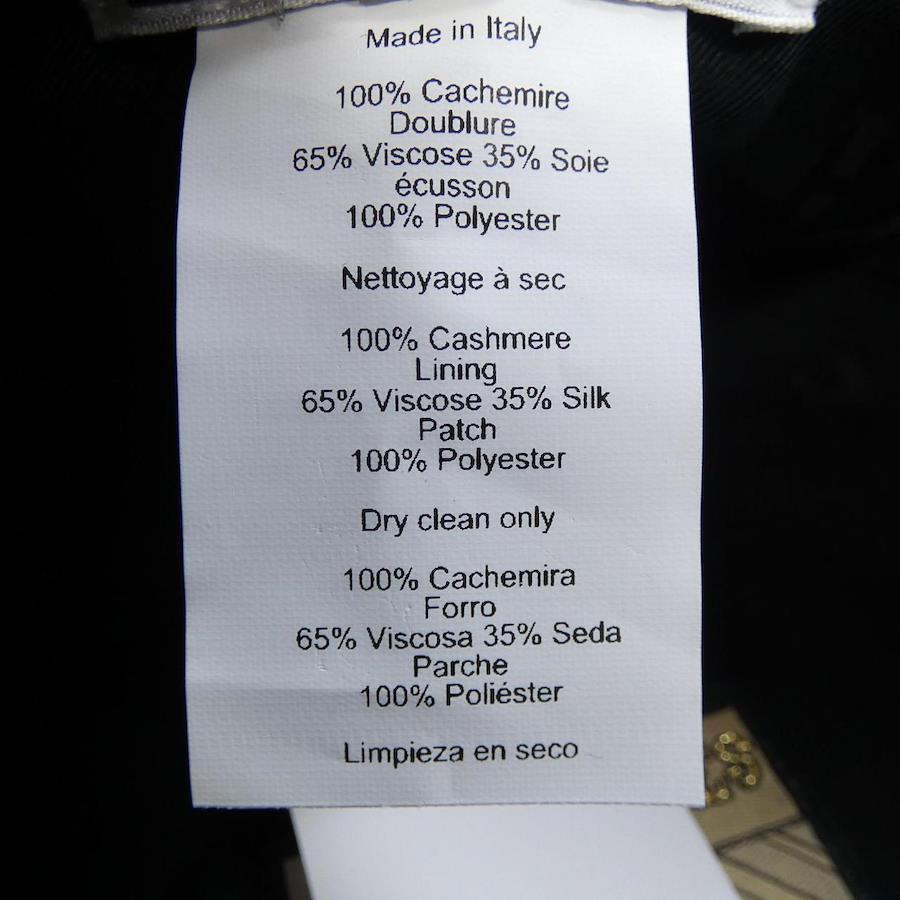 Made in Italy
100% Cachemire
Doublure
65% Viscose 35% Soie
écusson
100% Polyester
Nettoyage à sec
100% Cashmere
Lining
65% Viscose 35% Silk
Patch
100% Polyester
Dry clean only
100% Cachemira
Forro
65% Viscosa 35% Seda
Parche
100% Poliéster
Limpieza en seco